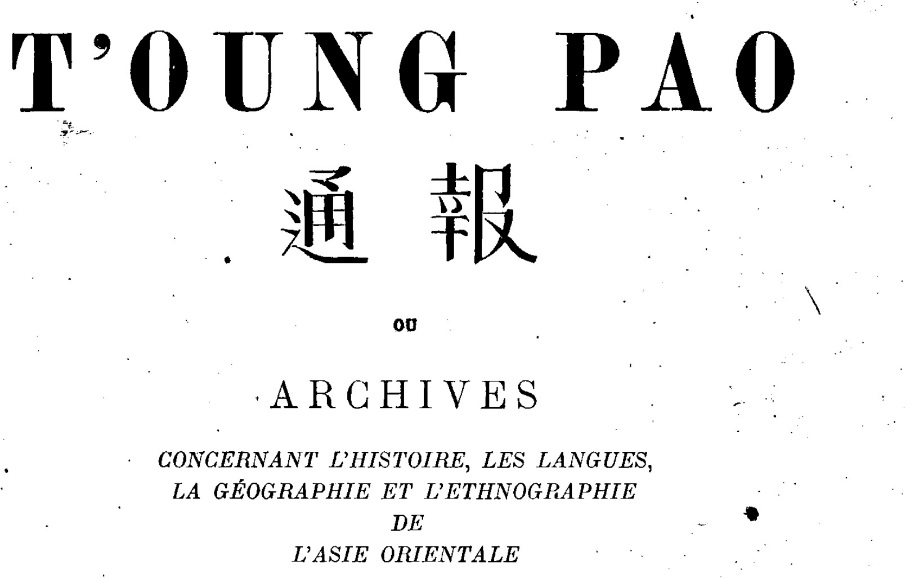 T'OUNG PAO
通報
OU
ARCHIVES
CONCERNANT L'HISTOIRE, LES LANGUES,
LA GÉOGRAPHIE ET L'ETHNOGRAPHIE
DE
L'ASIE ORIENTALE